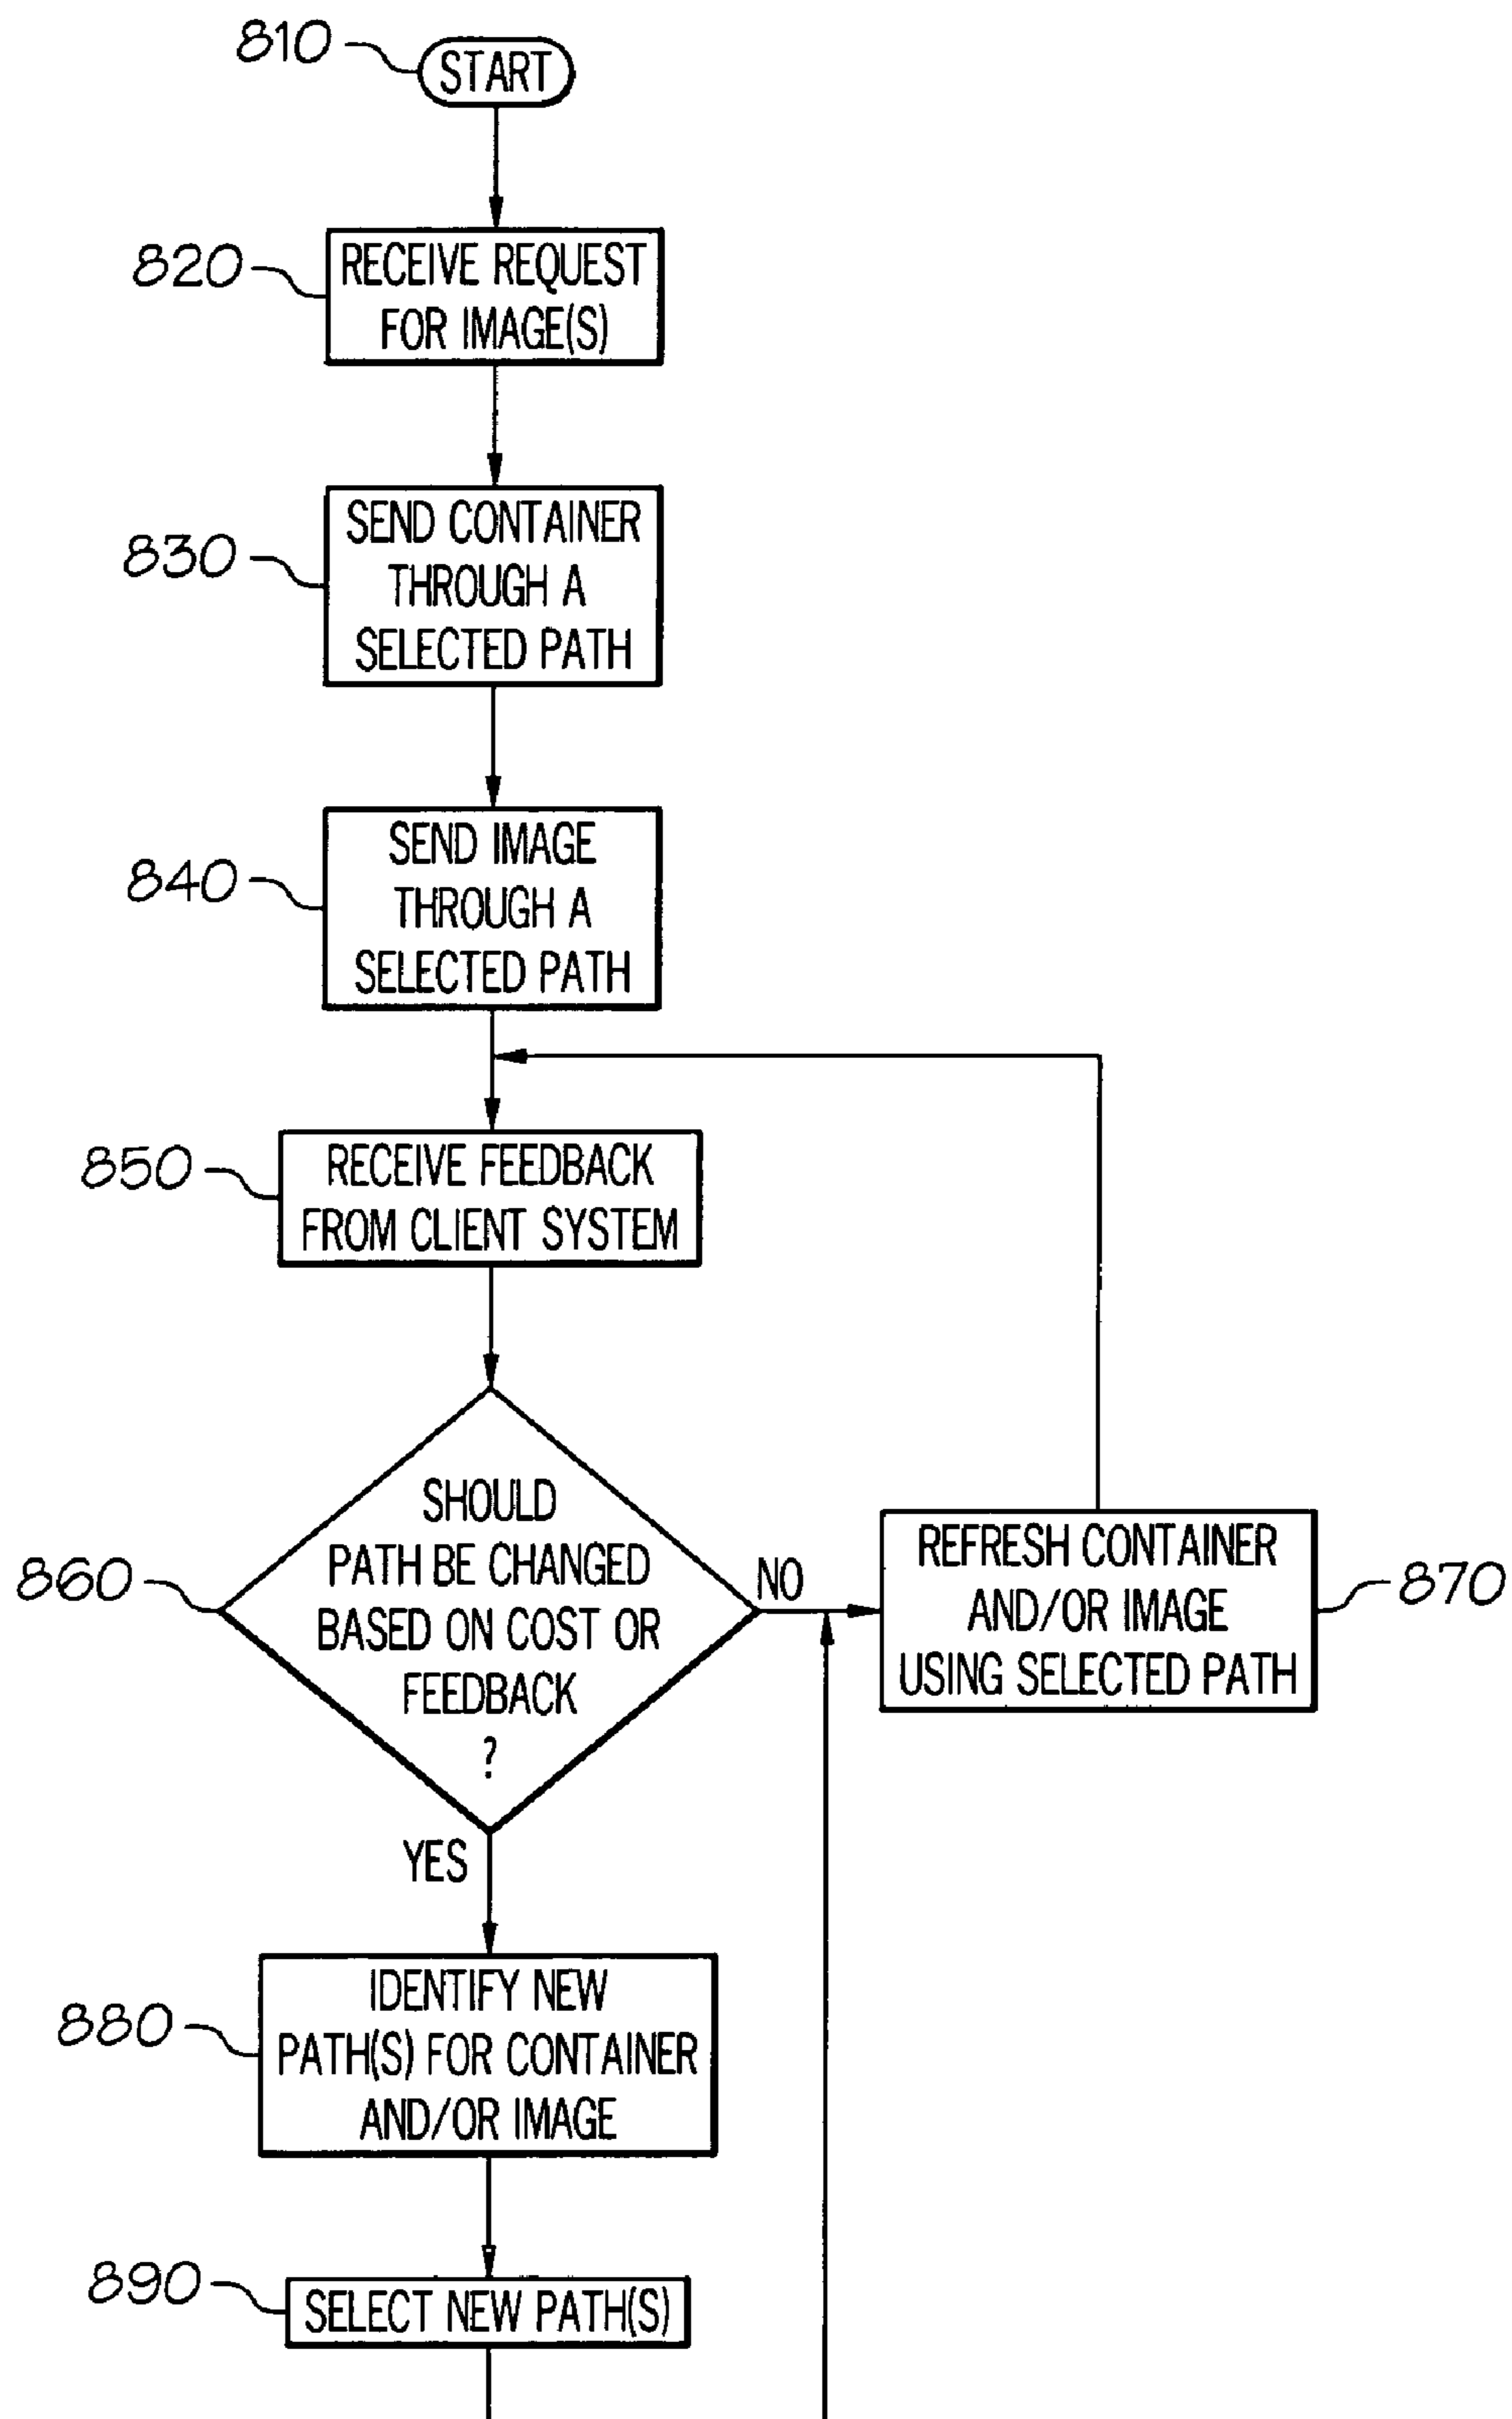 810
START
820
RECEIVE REQUEST
FOR IMAGE(S)
830
SEND CONTAINER
THROUGH A
SELECTED PATH
840
SEND IMAGE
THROUGH A
SELECTED PATH
850
RECEIVE FEEDBACK
FROM CLIENT SYSTEM
860
SHOULD
PATH BE CHANGED
BASED ON COST OR
FEEDBACK
?
NO
REFRESH CONTAINER
AND/OR IMAGE
USING SELECTED PATH
870
YES
880
IDENTIFY NEW
PATH(S) FOR CONTAINER
AND/OR IMAGE
890
SELECT NEW PATH(S)